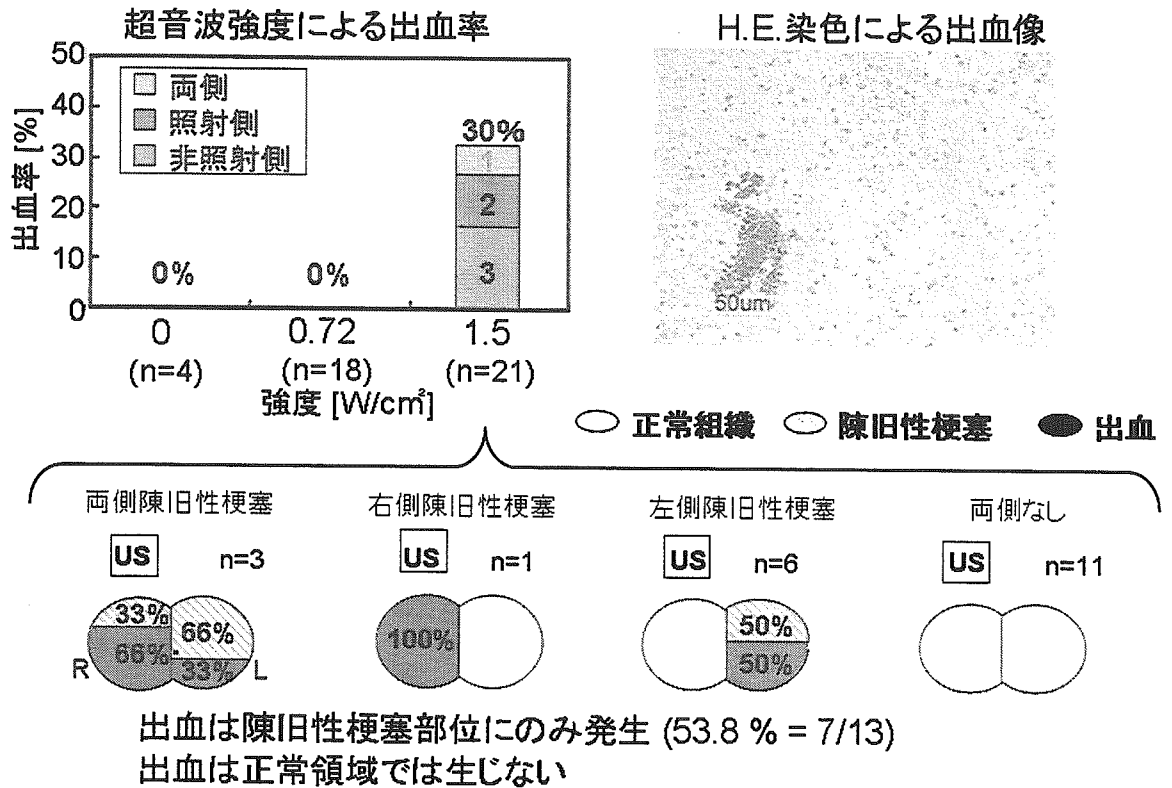 超音波強度による出血率
50
40
30
20
10
0
出血率 [%]
両側
照射側
非照射側
0%
0%
30%
1
2
3
0
0.72
1.5
(n=4)
(n=18)
(n=21)
強度 [W/c㎡]
H.E.染色による出血像
50um
正常組織
陳旧性梗塞
出血
両側陳旧性梗塞
US n=3
33%
66%
66%
33%
R
L
右側陳旧性梗塞
US n=1
100%
左側陳旧性梗塞
US n=6
50%
50%
両側なし
US n=11
出血は陳旧性梗塞部位にのみ発生 (53.8 % = 7/13)
出血は正常領域では生じない